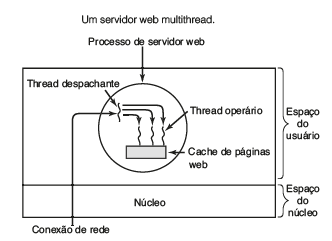 Um servidor web multithread.
Processo de servidor web
Thread despachante
Thread operário
Cache de páginas
web
Espaço
do
usuário
Núcleo
Espaço
do
núcleo
Conexão de rede